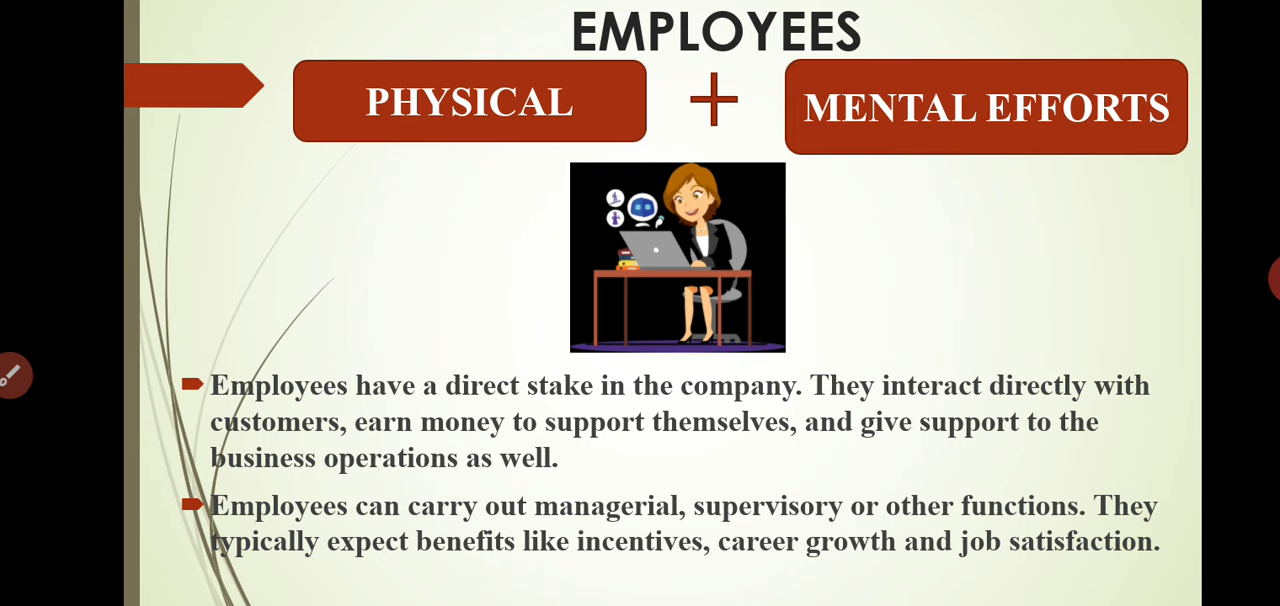 EMPLOYEES
PHYSICAL
MENTAL EFFORTS
Employees have a direct stake in the company. They interact directly with
customers, earn money to support themselves, and give support to the
business operations as well.
Employees can carry out managerial, supervisory or other functions. They
typically expect benefits like incentives, career growth and job satisfaction.